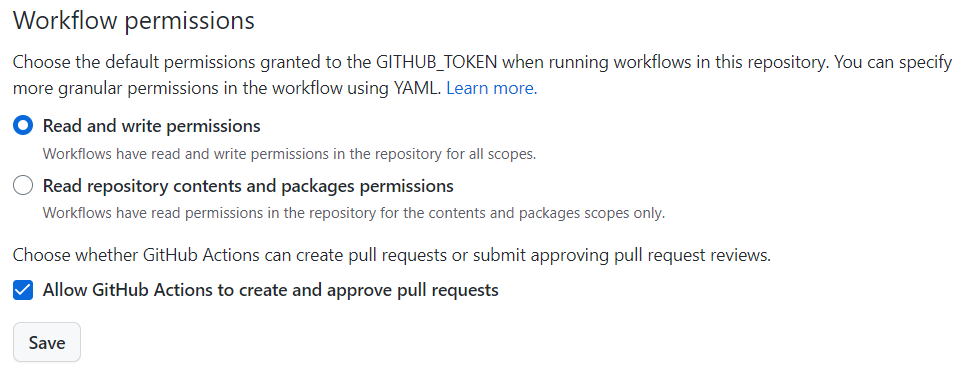 Workflow permissions
Choose the default permissions granted to the GITHUB_TOKEN when running workflows in this repository. You can specify
more granular permissions in the workflow using YAML. Learn more.
Read and write permissions
Workflows have read and write permissions in the repository for all scopes.
Read repository contents and packages permissions
Workflows have read permissions in the repository for the contents and packages scopes only.
Choose whether GitHub Actions can create pull requests or submit approving pull request reviews.
Allow GitHub Actions to create and approve pull requests
Save